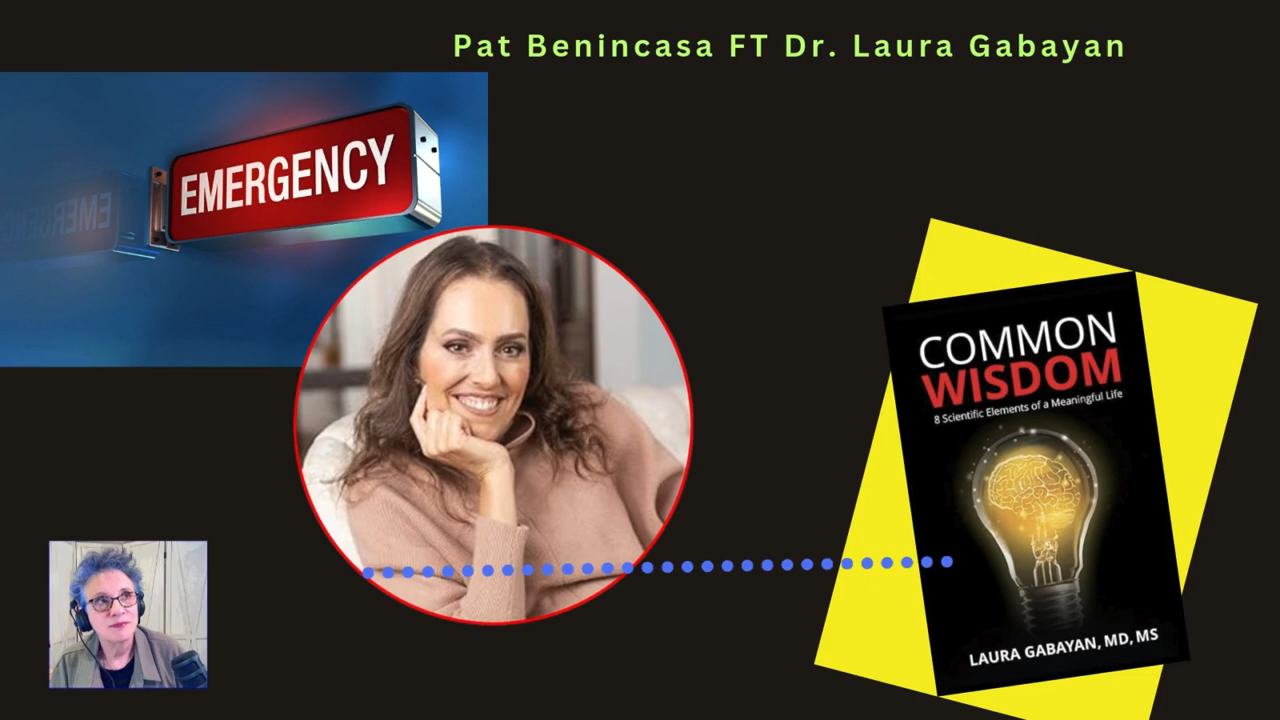 Pat Benincasa FT Dr. Laura Gabayan
EMERGENCY
COMMON
WISDOM
8 Scientific Elements of a Meaningful Life
LAURA GABAYAN, MD, MS